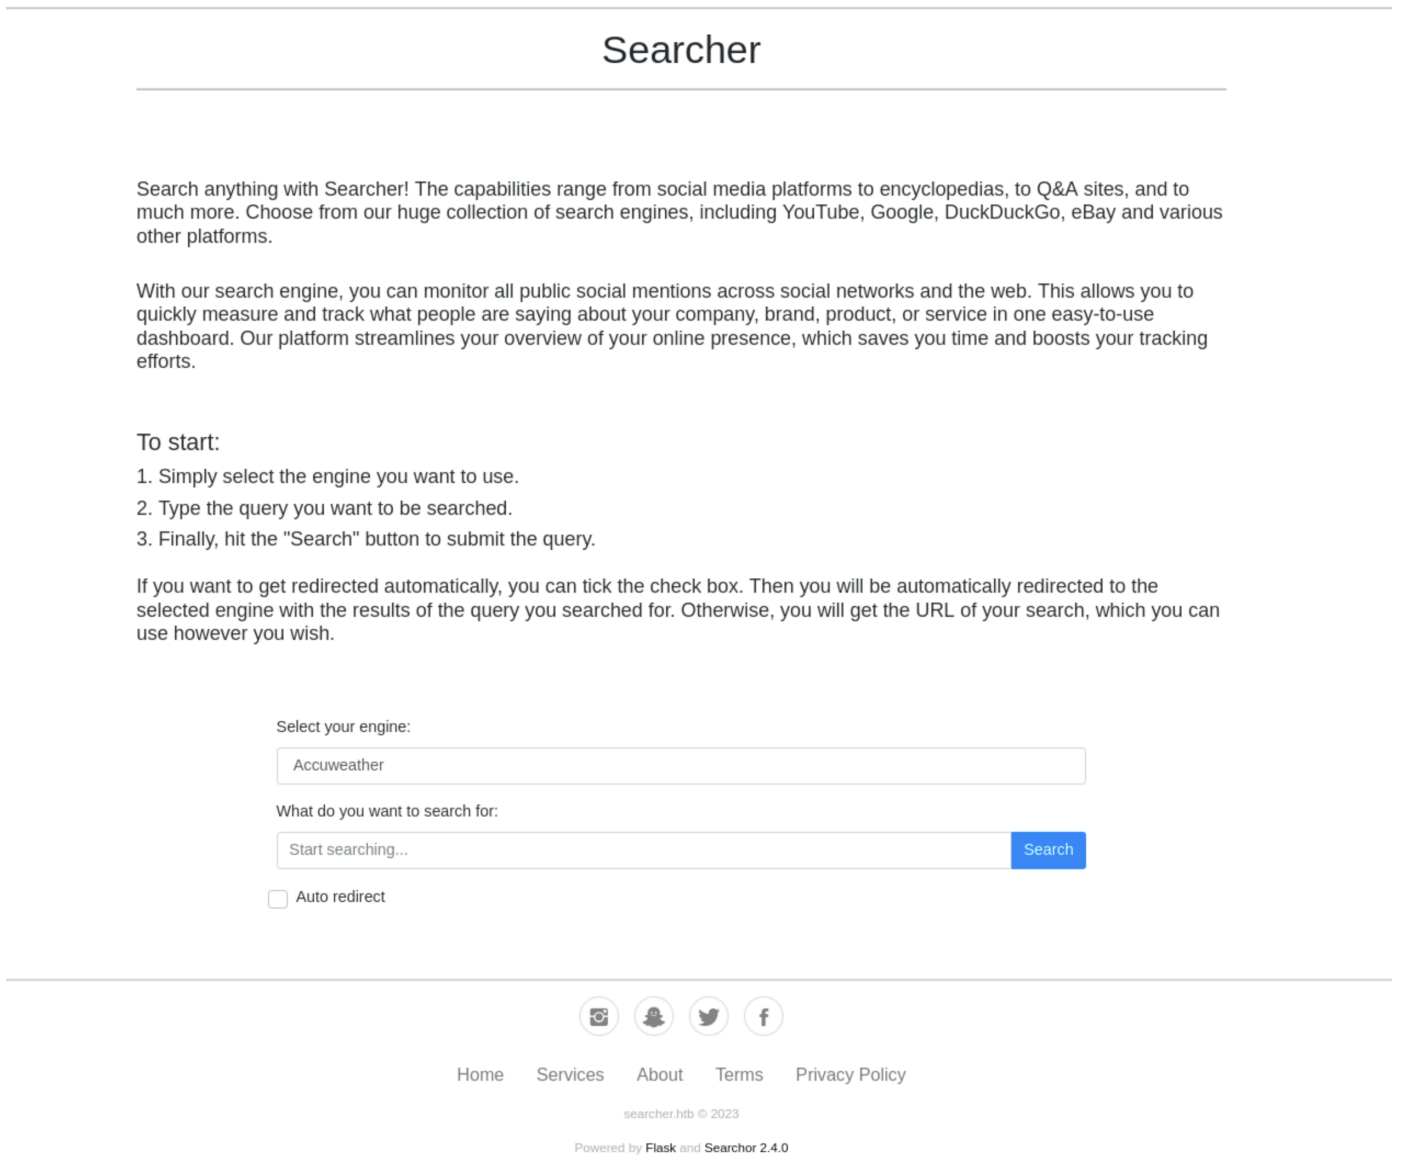 Searcher
Search anything with Searcher! The capabilities range from social media platforms to encyclopedias, to Q&A sites, and to
much more. Choose from our huge collection of search engines, including YouTube, Google, DuckDuckGo, eBay and various
other platforms.
With our search engine, you can monitor all public social mentions across social networks and the web. This allows you to
quickly measure and track what people are saying about your company, brand, product, or service in one easy-to-use
dashboard. Our platform streamlines your overview of your online presence, which saves you time and boosts your tracking
efforts.
To start:
1. Simply select the engine you want to use.
2. Type the query you want to be searched.
3. Finally, hit the "Search" button to submit the query.
If you want to get redirected automatically, you can tick the check box. Then you will be automatically redirected to the
selected engine with the results of the query you searched for. Otherwise, you will get the URL of your search, which you can
use however you wish.
Select your engine:
Accuweather
What do you want to search for:
Start searching... Search
Auto redirect
Home Services About Terms Privacy Policy
searcher.htb © 2023
Powered by Flask and Searchor 2.4.0